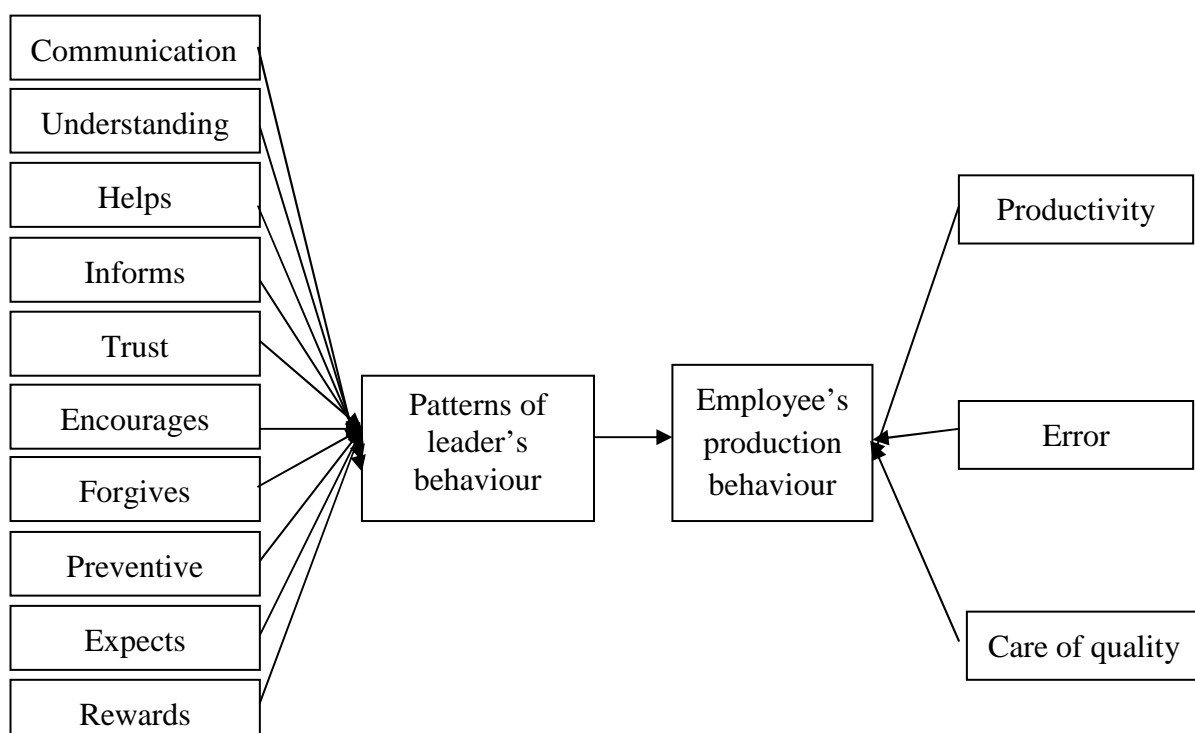 Communication
Understanding
Helps
Informs
Trust
Encourages
Forgives
Preventive
Expects
Rewards
Patterns of
leader’s
behaviour
Employee’s
production
behaviour
Productivity
Error
Care of quality